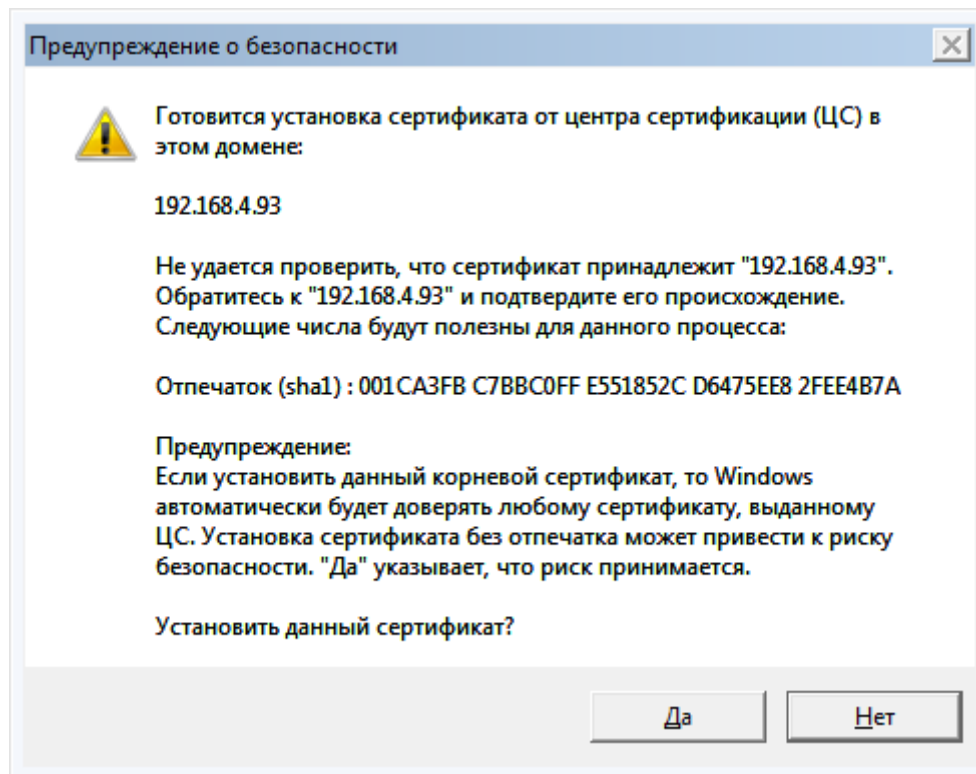 Предупреждение о безопасности
Готовится установка сертификата от центра сертификации (ЦС) в
этом домене:
192.168.4.93
Не удается проверить, что сертификат принадлежит "192.168.4.93".
Обратитесь к "192.168.4.93" и подтвердите его происхождение.
Следующие числа будут полезны для данного процесса:
Отпечаток (sha1) : 001CA3FB C7BBC0FF E551852C D6475EE8 2FEE4B7A
Предупреждение:
Если установить данный корневой сертификат, то Windows
автоматически будет доверять любому сертификату, выданному
ЦС. Установка сертификата без отпечатка может привести к риску
безопасности. "Да" указывает, что риск принимается.
Установить данный сертификат?
Да
Нет